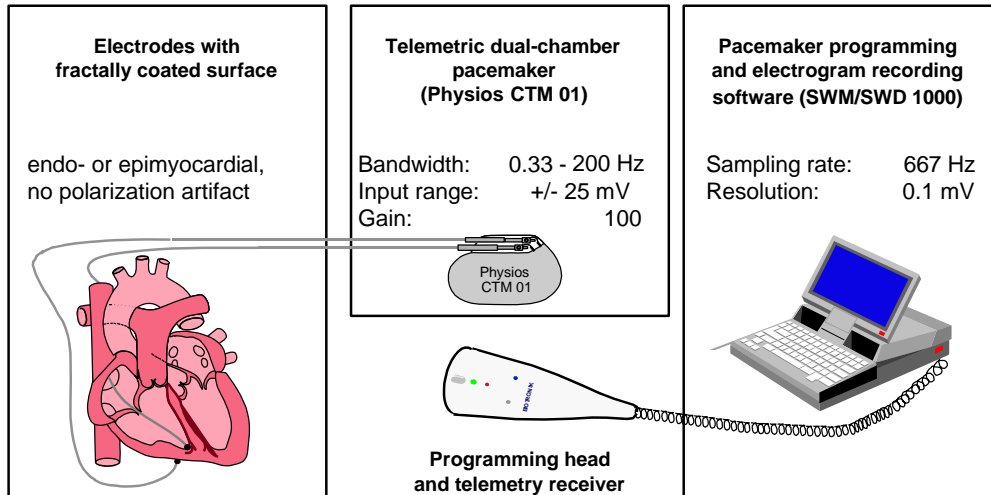 Electrodes with
fractally coated surface
endo- or epimyocardial,
no polarization artifact
Telemetric dual-chamber
pacemaker
(Physios CTM 01)
Bandwidth: 0.33 - 200 Hz
Input range: +/- 25 mV
Gain: 100
Physios
CTM 01
BIOTRONIK
Programming head
and telemetry receiver
Pacemaker programming
and electrogram recording
software (SWM/SWD 1000)
Sampling rate: 667 Hz
Resolution: 0.1 mV